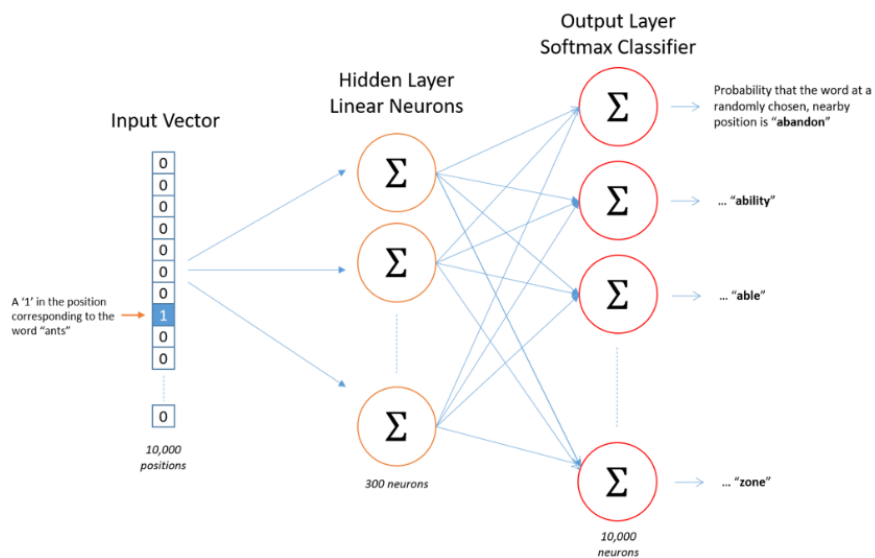 Output Layer
Softmax Classifier
Hidden Layer
Linear Neurons
Input Vector
0
0
0
0
0
0
0
1
0
0
0
A ‘1’ in the position
corresponding to the
word “ants”
10,000
positions
Σ
Σ
Σ
300 neurons
Σ
Σ
Σ
Σ
10,000
neurons
Probability that the word at a
randomly chosen, nearby
position is “abandon”
... “ability”
... “able”
... “zone”